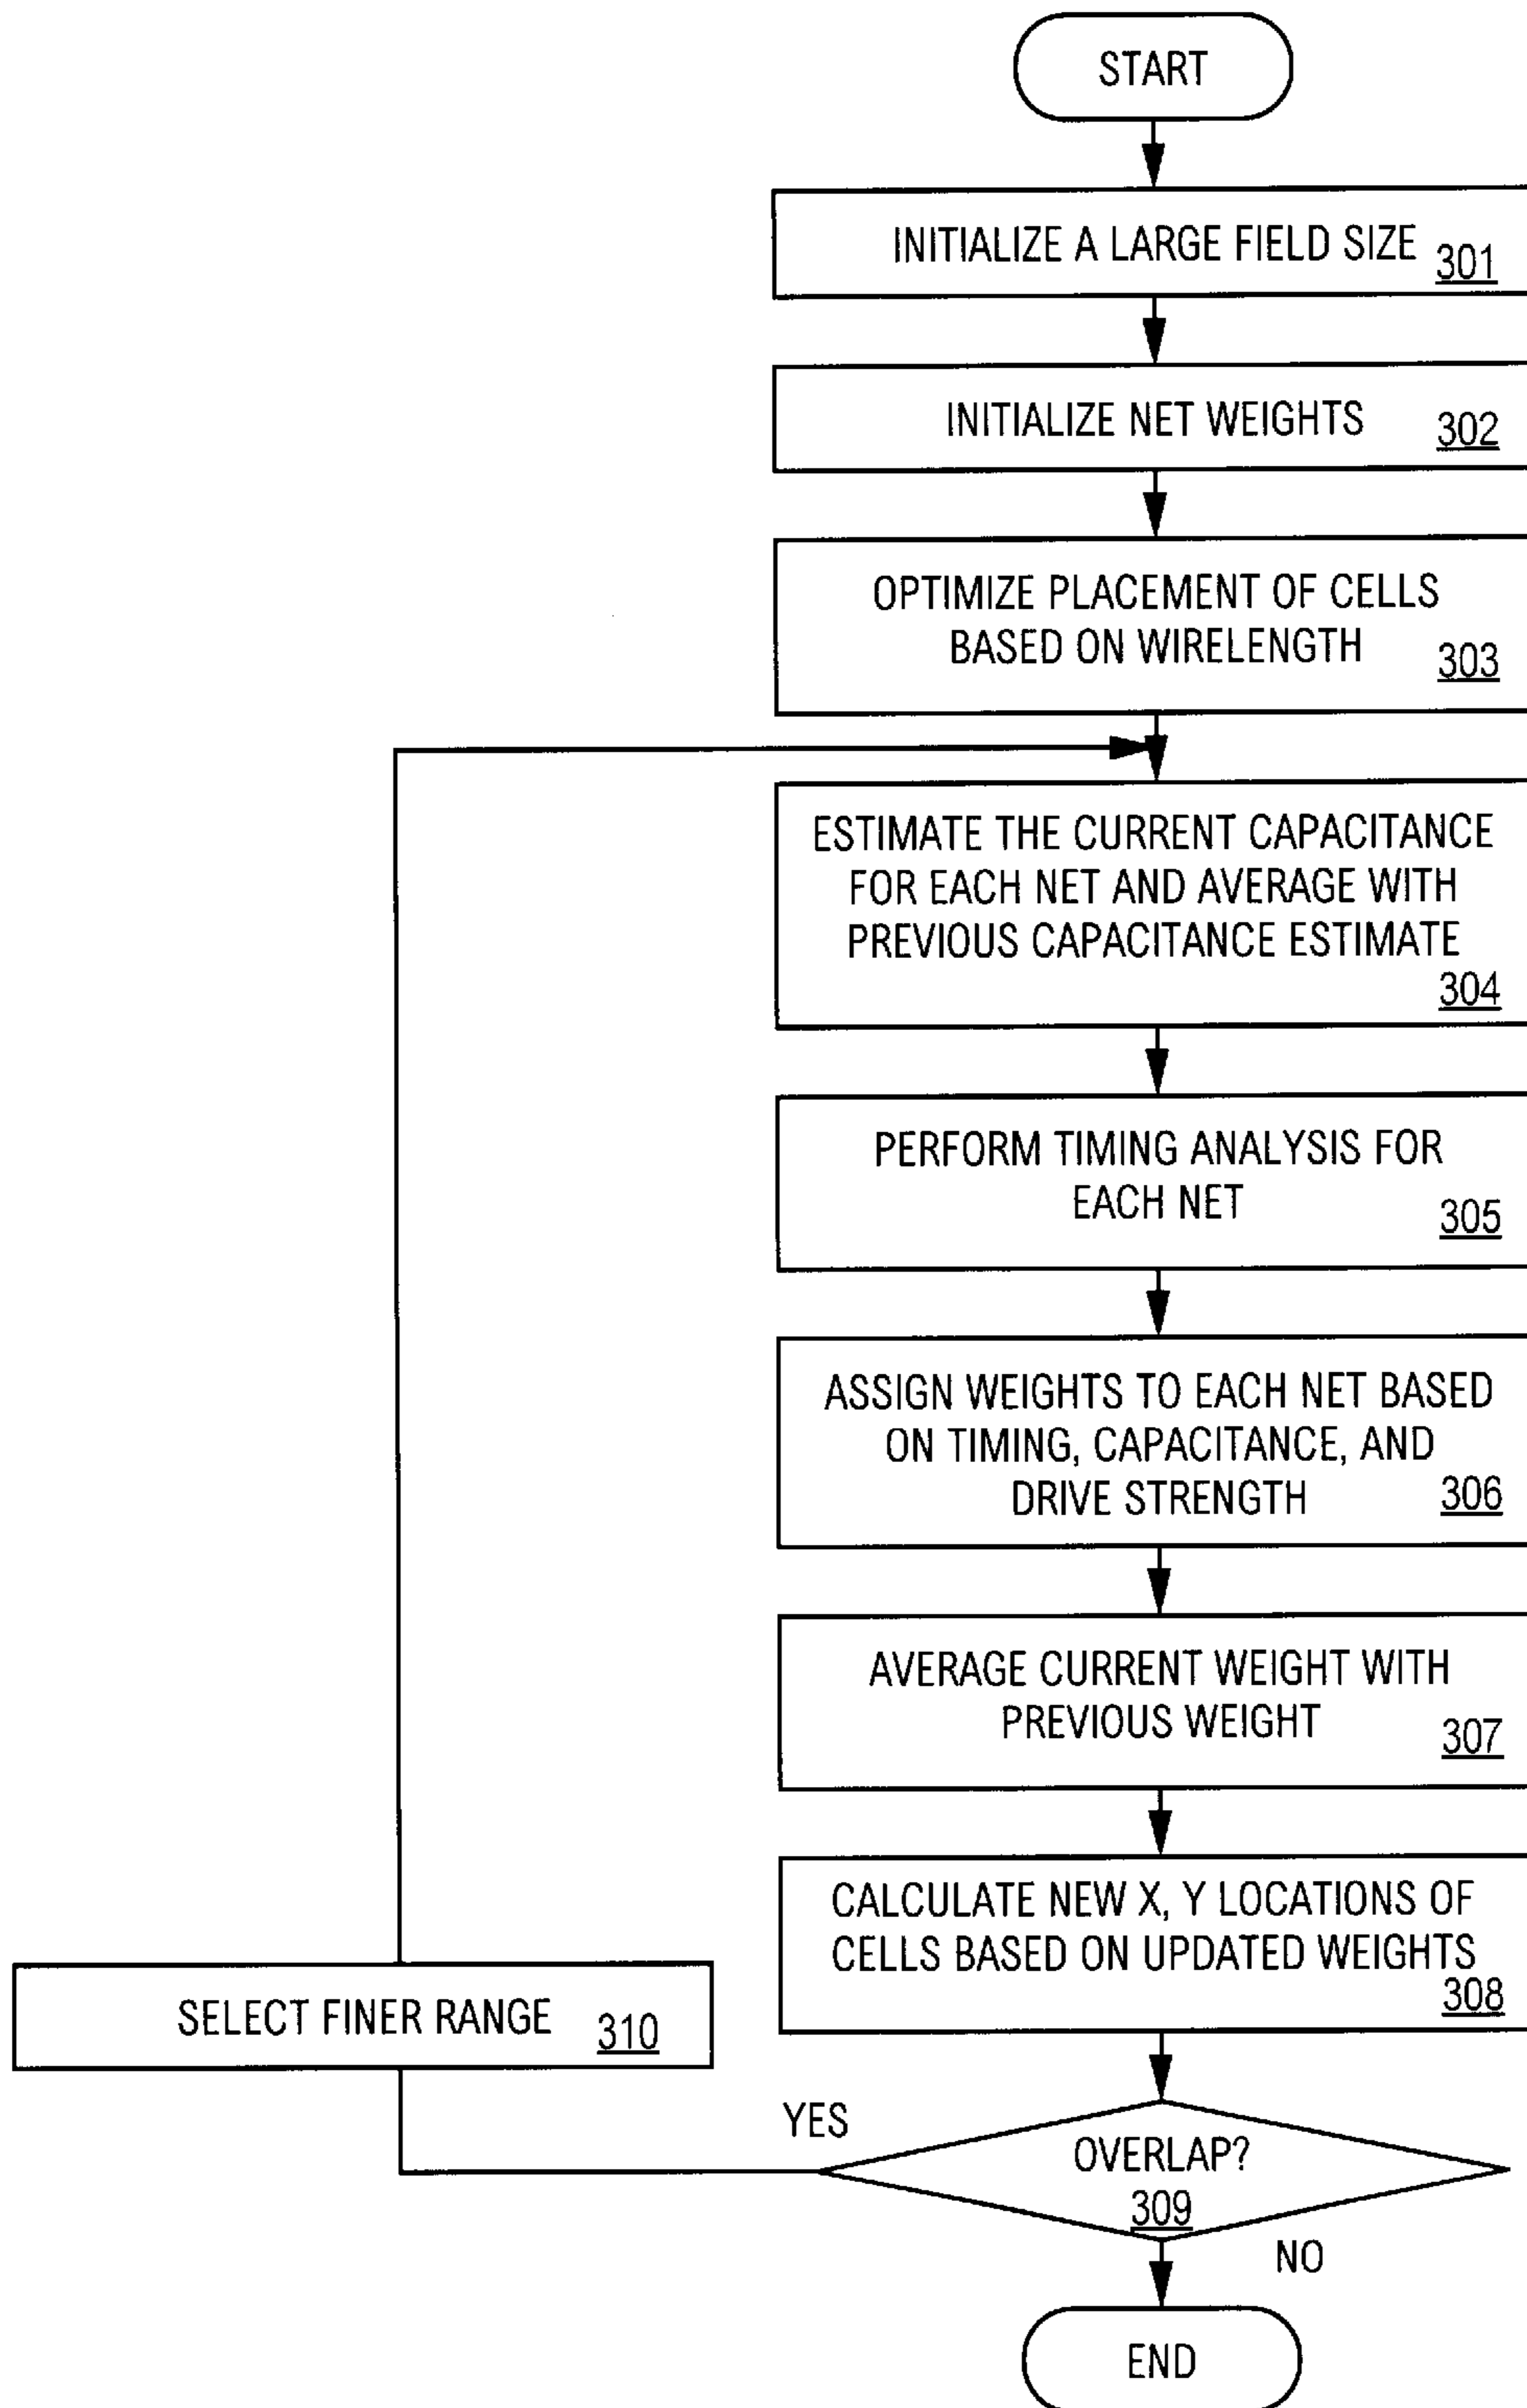 START
INITIALIZE A LARGE FIELD SIZE 301
INITIALIZE NET WEIGHTS 302
OPTIMIZE PLACEMENT OF CELLS
BASED ON WIRELENGTH 303
ESTIMATE THE CURRENT CAPACITANCE
FOR EACH NET AND AVERAGE WITH
PREVIOUS CAPACITANCE ESTIMATE
304
PERFORM TIMING ANALYSIS FOR
EACH NET 305
ASSIGN WEIGHTS TO EACH NET BASED
ON TIMING, CAPACITANCE, AND
DRIVE STRENGTH 306
AVERAGE CURRENT WEIGHT WITH
PREVIOUS WEIGHT 307
CALCULATE NEW X, Y LOCATIONS OF
CELLS BASED ON UPDATED WEIGHTS
308
SELECT FINER RANGE 310
YES
OVERLAP?
309
NO
END